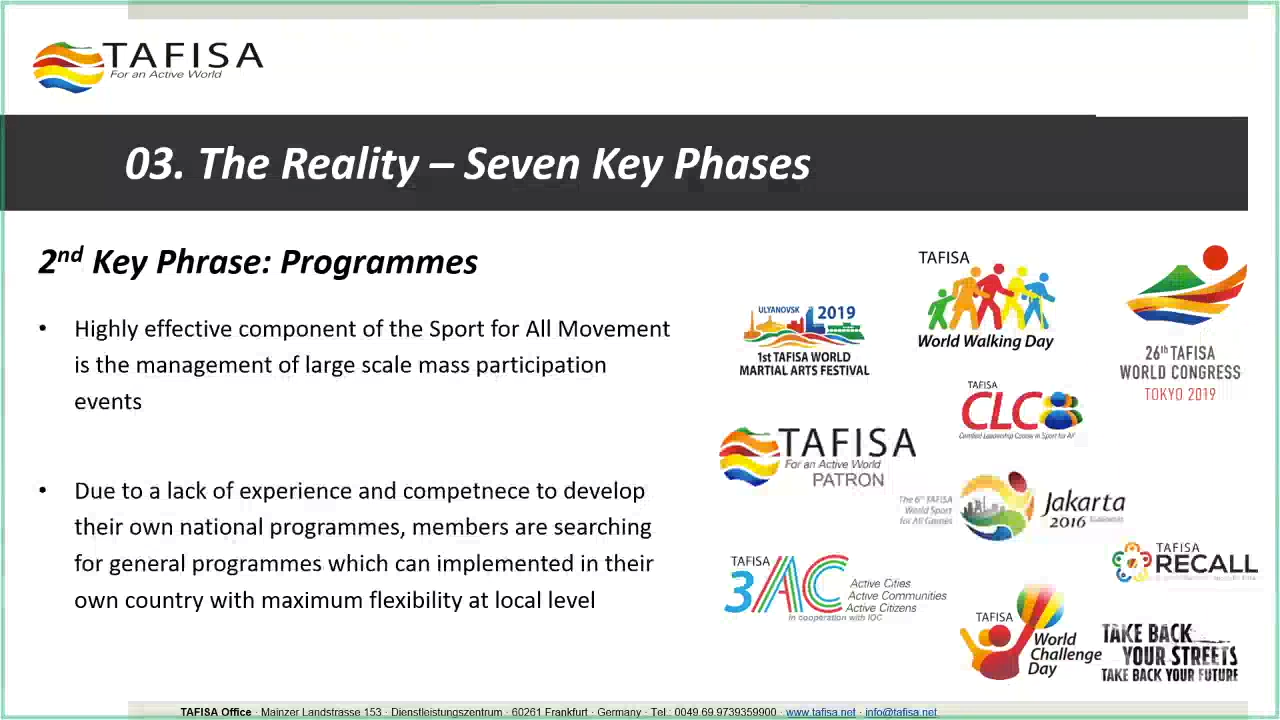 TAFISA
For an Active World
03. The Reality – Seven Key Phases
2nd Key Phrase: Programmes
• Highly effective component of the Sport for All Movement
is the management of large scale mass participation
events
• Due to a lack of experience and competnece to develop
their own national programmes, members are searching
for general programmes which can implemented in their
own country with maximum flexibility at local level
ULYANOVSK 2019
1st TAFISA WORLD
MARTIAL ARTS FESTIVAL
TAFISA
World Walking Day
26th TAFISA
WORLD CONGRESS
TOKYO 2019
TAFISA
CLC
Certified Leadership Course in Sport for All
TAFISA
For an Active World
PATRON
The 6th TAFISA
World Sport
for All Games
Jakarta
2016
TAFISA
RECALL
TAFISA
3AC
Active Cities
Active Communities
Active Citizens
In cooperation with IOC
TAFISA
World
Challenge
Day
TAKE BACK
YOUR STREETS
TAKE BACK YOUR FUTURE
TAFISA Office · Mainzer Landstrasse 153 · Dienstleistungszentrum · 60261 Frankfurt · Germany · Tel.: 0049.69.9739359900 · www.tafisa.net · info@tafisa.net